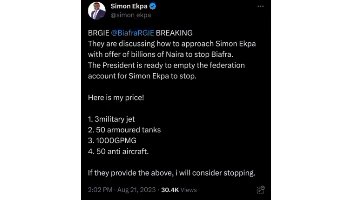 Simon Ekpa
@simon_ekpa
BRGIE @BiafraRGIE BREAKING
They are discussing how to approach Simon Ekpa
with offer of billions of Naira to stop Biafra.
The President is ready to empty the federation
account for Simon Ekpa to stop.
Here is my price!
1. 3military jet
2. 50 armoured tanks
3. 1000GPMG
4. 50 anti aircraft.
If they provide the above, i will consider stopping.
2:02 PM · Aug 21, 2023 · 30.4K Views